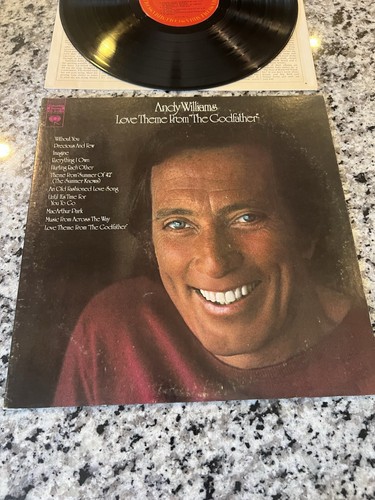 Andy Williams
Love Theme From "The Godfather"
Without You
Precious And Few
Imagine
Everything I Own
Hurting Each Other
Theme From "Summer Of '42"
(The Summer Knows)
An Old Fashioned Love Song
Until It's Time For
You To Go
MacArthur Park
Music From Across The Way
Love Theme From "The Godfather"